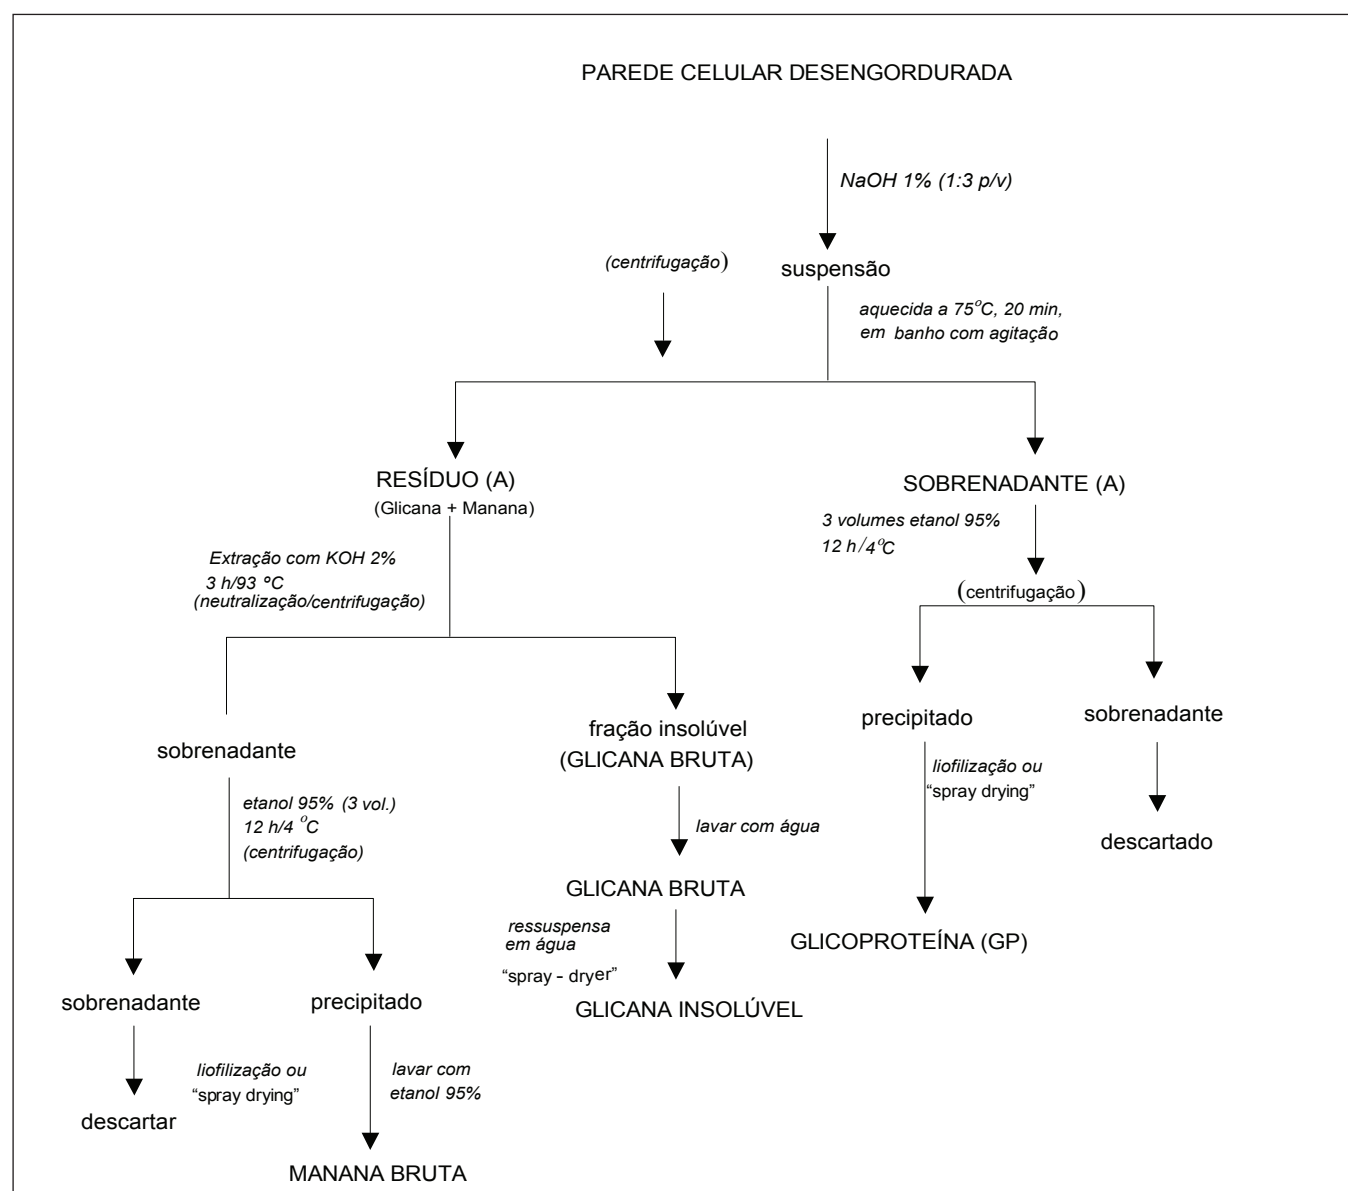 PAREDE CELULAR DESENGORDURADA
NaOH 1% (1:3 p/v)
(centrifugação)
suspensão
aquecida a 75°C, 20 min,
em banho com agitação
RESÍDUO (A)
(Glicana + Manana)
SOBRENADANTE (A)
3 volumes etanol 95%
12 h/4°C
(centrifugação)
Extração com KOH 2%
3 h/93 °C
(neutralização/centrifugação)
precipitado
sobrenadante
fração insolúvel
(GLICANA BRUTA)
sobrenadante
liofilização ou
“spray drying”
etanol 95% (3 vol.)
12 h/4 °C
(centrifugação)
lavar com água
descartado
GLICANA BRUTA
ressuspensa
em água
“spray - dryer”
GLICOPROTEÍNA (GP)
sobrenadante
precipitado
GLICANA INSOLÚVEL
liofilização ou
“spray drying”
lavar com
etanol 95%
descartar
MANANA BRUTA